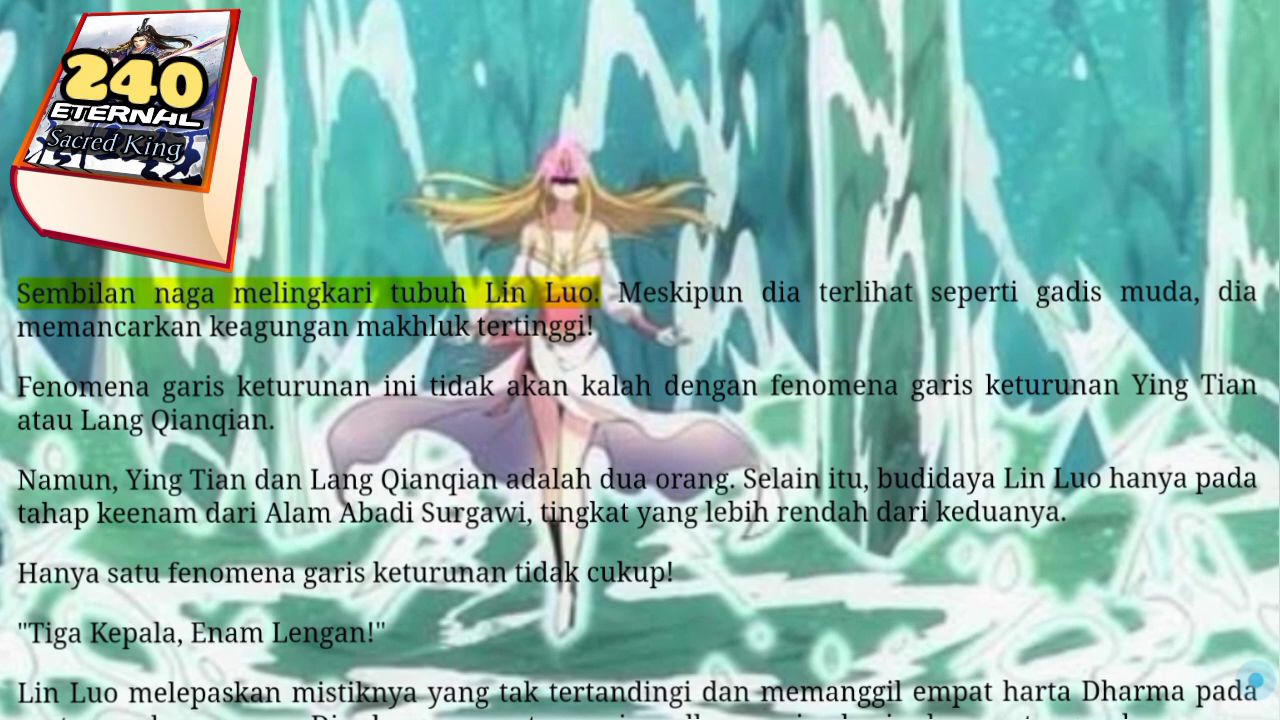 240
ETERNAL
Sacred King
Sembilan naga melingkari tubuh Lin Luo. Meskipun dia terlihat seperti gadis muda, dia
memancarkan keagungan makhluk tertinggi!
Fenomena garis keturunan ini tidak akan kalah dengan fenomena garis keturunan Ying Tian
atau Lang Qianqian.
Namun, Ying Tian dan Lang Qianqian adalah dua orang. Selain itu, budidaya Lin Luo hanya pada
tahap keenam dari Alam Abadi Surgawi, tingkat yang lebih rendah dari keduanya.
Hanya satu fenomena garis keturunan tidak cukup!
"Tiga Kepala, Enam Lengan!"
Lin Luo melepaskan mistiknya yang tak tertandingi dan memanggil empat harta Dharma pada